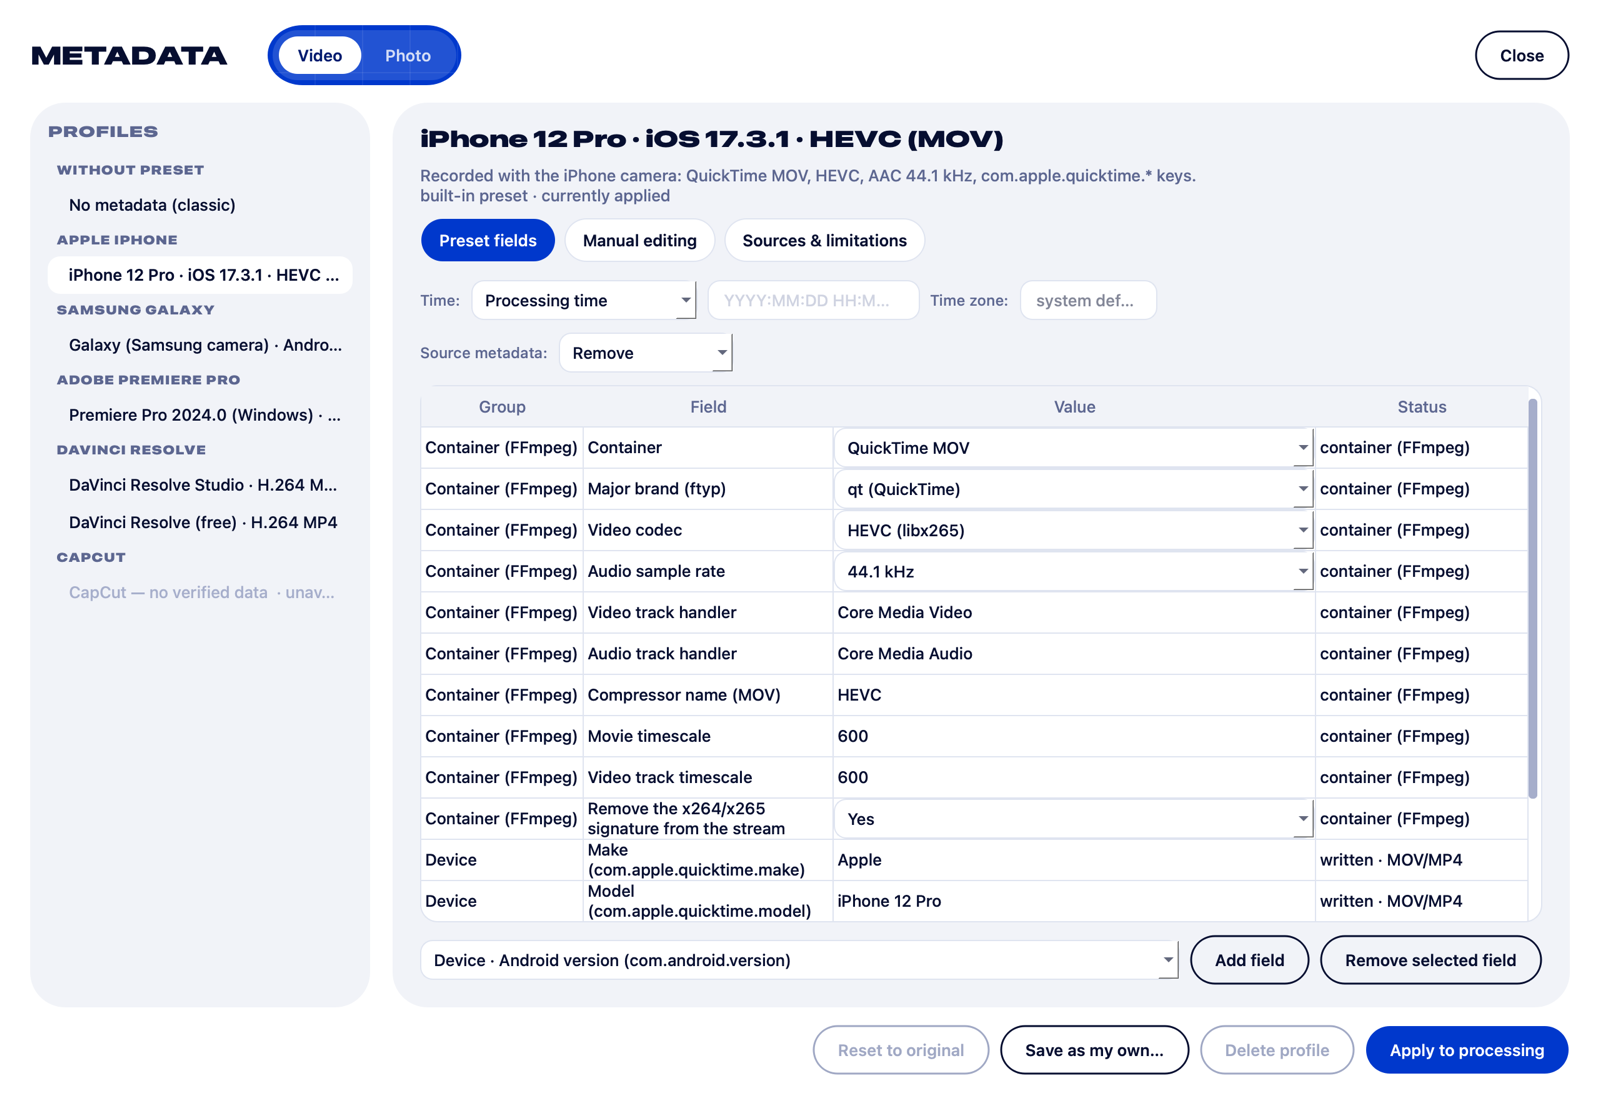 METADATA
Video
Photo
Close
PROFILES
WITHOUT PRESET
No metadata (classic)
APPLE IPHONE
iPhone 12 Pro · iOS 17.3.1 · HEVC ...
SAMSUNG GALAXY
Galaxy (Samsung camera) · Andro...
ADOBE PREMIERE PRO
Premiere Pro 2024.0 (Windows) · ...
DAVINCI RESOLVE
DaVinci Resolve Studio · H.264 M...
DaVinci Resolve (free) · H.264 MP4
CAPCUT
CapCut — no verified data · unav...
iPhone 12 Pro · iOS 17.3.1 · HEVC (MOV)
Recorded with the iPhone camera: QuickTime MOV, HEVC, AAC 44.1 kHz, com.apple.quicktime.* keys.
built-in preset · currently applied
Preset fields
Manual editing
Sources & limitations
Time: Processing time YYYY:MM:DD HH:M... Time zone: system def...
Source metadata: Remove
Group Field Value Status
Container (FFmpeg) Container QuickTime MOV container (FFmpeg)
Container (FFmpeg) Major brand (ftyp) qt (QuickTime) container (FFmpeg)
Container (FFmpeg) Video codec HEVC (libx265) container (FFmpeg)
Container (FFmpeg) Audio sample rate 44.1 kHz container (FFmpeg)
Container (FFmpeg) Video track handler Core Media Video container (FFmpeg)
Container (FFmpeg) Audio track handler Core Media Audio container (FFmpeg)
Container (FFmpeg) Compressor name (MOV) HEVC container (FFmpeg)
Container (FFmpeg) Movie timescale 600 container (FFmpeg)
Container (FFmpeg) Video track timescale 600 container (FFmpeg)
Container (FFmpeg) Remove the x264/x265
signature from the stream Yes container (FFmpeg)
Device Make
(com.apple.quicktime.make) Apple written · MOV/MP4
Device Model
(com.apple.quicktime.model) iPhone 12 Pro written · MOV/MP4
Device · Android version (com.android.version)
Add field
Remove selected field
Reset to original
Save as my own...
Delete profile
Apply to processing